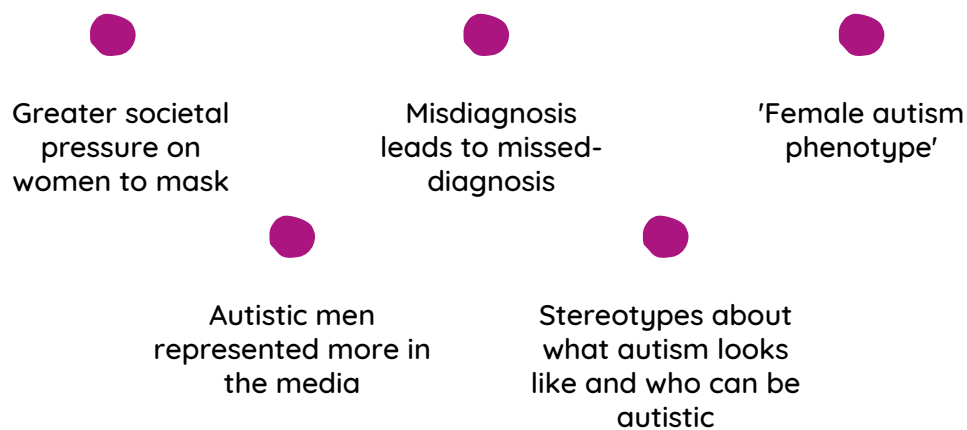 Greater societal
pressure on
women to mask
Misdiagnosis
leads to missed-
diagnosis
'Female autism
phenotype'
Autistic men
represented more in
the media
Stereotypes about
what autism looks
like and who can be
autistic